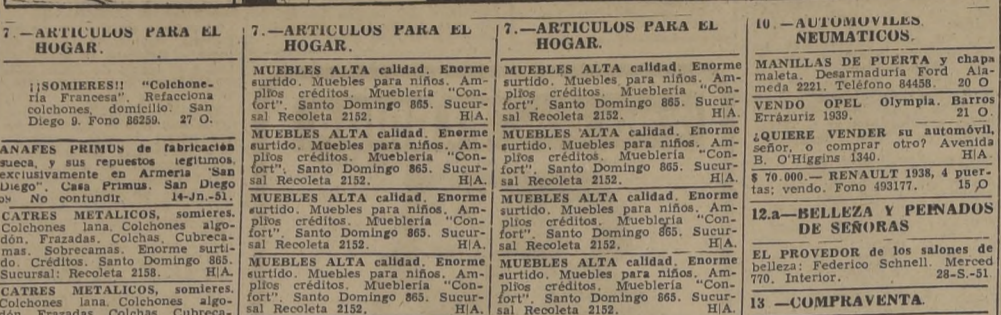 7.—ARTICULOS PARA EL
HOGAR.
¡¡SOMIERES!! "Colchone-
ría Francesa". Refacciona
colchones, domicilio. San
Diego 9. Fono 86259. 27 O.
ANAFES PRIMUS de fabricación
sueca, y sus repuestos legítimos,
exclusivamente en Armería "San
Diego". Casa Primus. San Diego
No confundir. 14-Jn.-51.
CATRES METALICOS, somieres.
Colchones lana. Colchones algo-
dón, Frazadas. Colchas, Cubreca-
mas. Sobrecamas. Enorme surti-
do. Créditos. Santo Domingo 865.
Sucursal: Recoleta 2158. H|A.
CATRES METALICOS, somieres.
Colchones lana. Colchones algo-
dón, Frazadas. Colchas Cubreca-
7.—ARTICULOS PARA EL
HOGAR.
MUEBLES ALTA calidad. Enorme
surtido. Muebles para niños. Am-
plios créditos. Mueblería "Con-
fort". Santo Domingo 865. Sucur-
sal Recoleta 2152. H|A.
MUEBLES ALTA calidad. Enorme
surtido. Muebles para niños. Am-
plios créditos. Mueblería "Con-
fort". Santo Domingo 865. Sucur-
sal Recoleta 2152. H|A.
MUEBLES ALTA calidad. Enorme
surtido. Muebles para niños. Am-
plios créditos. Mueblería "Con-
fort". Santo Domingo 865. Sucur-
sal Recoleta 2152. H|A.
MUEBLES ALTA calidad. Enorme
surtido. Muebles para niños. Am-
plios créditos. Mueblería "Con-
fort". Santo Domingo 865. Sucur-
sal Recoleta 2152. H|A.
7.—ARTICULOS PARA EL
HOGAR.
MUEBLES ALTA calidad. Enorme
surtido. Muebles para niños. Am-
plios créditos. Mueblería "Con-
fort". Santo Domingo 865. Sucur-
sal Recoleta 2152. H|A.
MUEBLES ALTA calidad. Enorme
surtido. Muebles para niños. Am-
plios créditos. Mueblería "Con-
fort". Santo Domingo 865. Sucur-
sal Recoleta 2152. H|A.
MUEBLES ALTA calidad. Enorme
surtido. Muebles para niños. Am-
plios créditos. Mueblería "Con-
fort". Santo Domingo 865. Sucur-
sal Recoleta 2152. H|A.
MUEBLES ALTA calidad. Enorme
surtido. Muebles para niños. Am-
plios créditos. Mueblería "Con-
fort". Santo Domingo 865. Sucur-
sal Recoleta 2152. H|A.
10.—AUTOMOVILES.
NEUMATICOS.
MANILLAS DE PUERTA y chapa
maleta. Desarmaduría Ford Ala-
meda 2221. Teléfono 84458. 20 O
VENDO OPEL Olympia. Barros
Errázuriz 1939. 21 O.
¿QUIERE VENDER su automóvil,
señor, o comprar otro? Avenida
B. O'Higgins 1340. H|A.
$ 70.000.— RENAULT 1938, 4 puer-
tas; vendo. Fono 493177. 15 O
12.a—BELLEZA Y PEINADOS
DE SEÑORAS
EL PROVEDOR de los salones de
belleza: Federico Schnell. Merced
770. Interior. 28-S.-51
13 —COMPRAVENTA